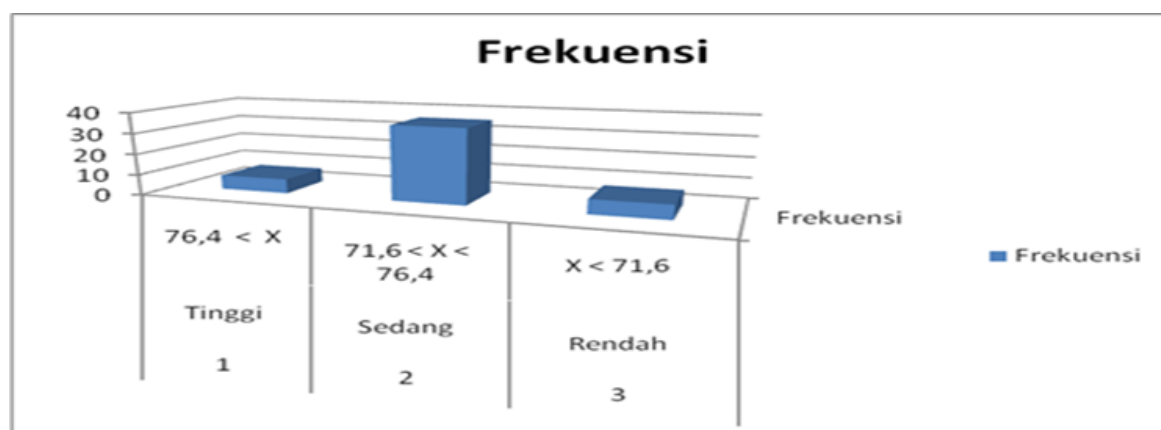 Frekuensi
40
30
20
10
0
Frekuensi
Frekuensi
76,4 < X
71,6 < X <
76,4
X < 71,6
Tinggi
Sedang
Rendah
1
2
3